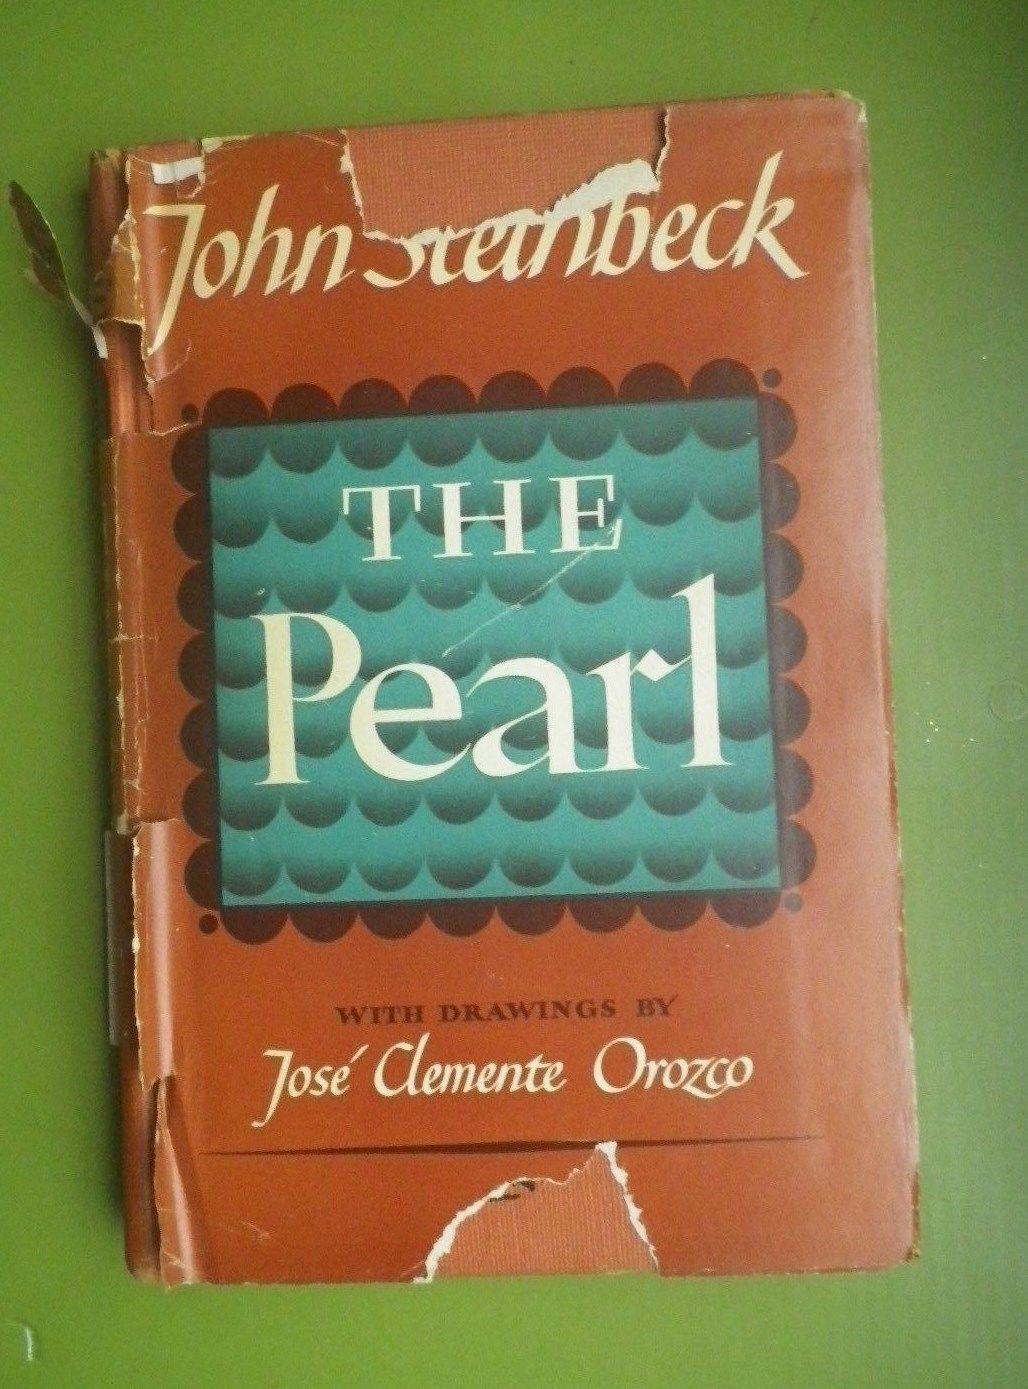 John Steinbeck
THE
Pearl
WITH DRAWINGS BY
José Clemente Orozco